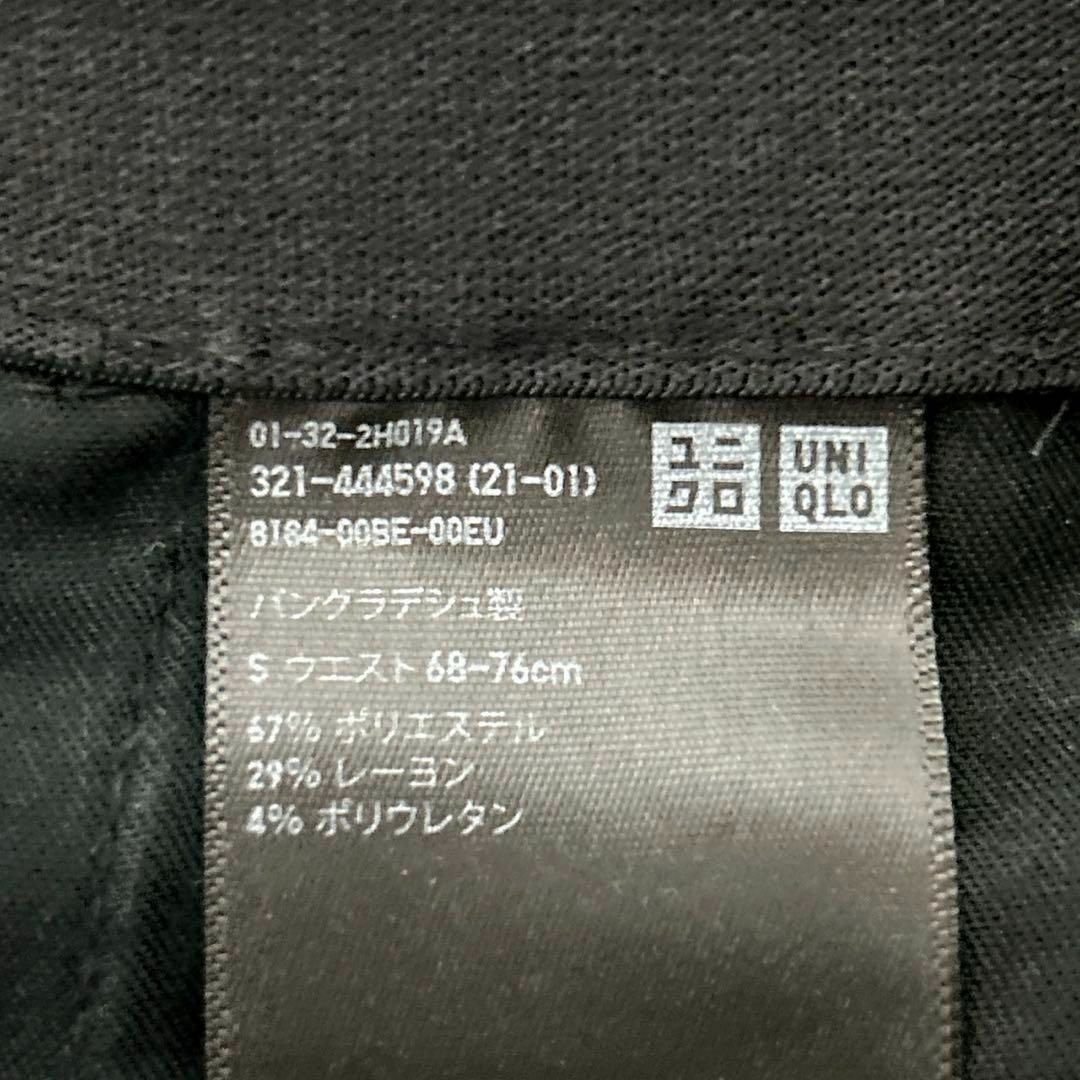 01-32-2H019A
321-444598 (21-01)
8184-00BE-00EU
バングラデシュ製
S ウエスト 68-76cm
67% ポリエステル
29% レーヨン
4% ポリウレタン
ユニ
クロ
UNI
QLO